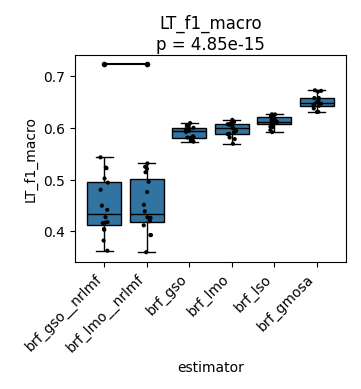 LT_f1_macro
p = 4.85e-15
LT_f1_macro
0.7
0.6
0.5
0.4
brf_gso__nrlmf
brf_lmo__nrlmf
brf_gso
brf_lmo
brf_lso
brf_gmosa
estimator